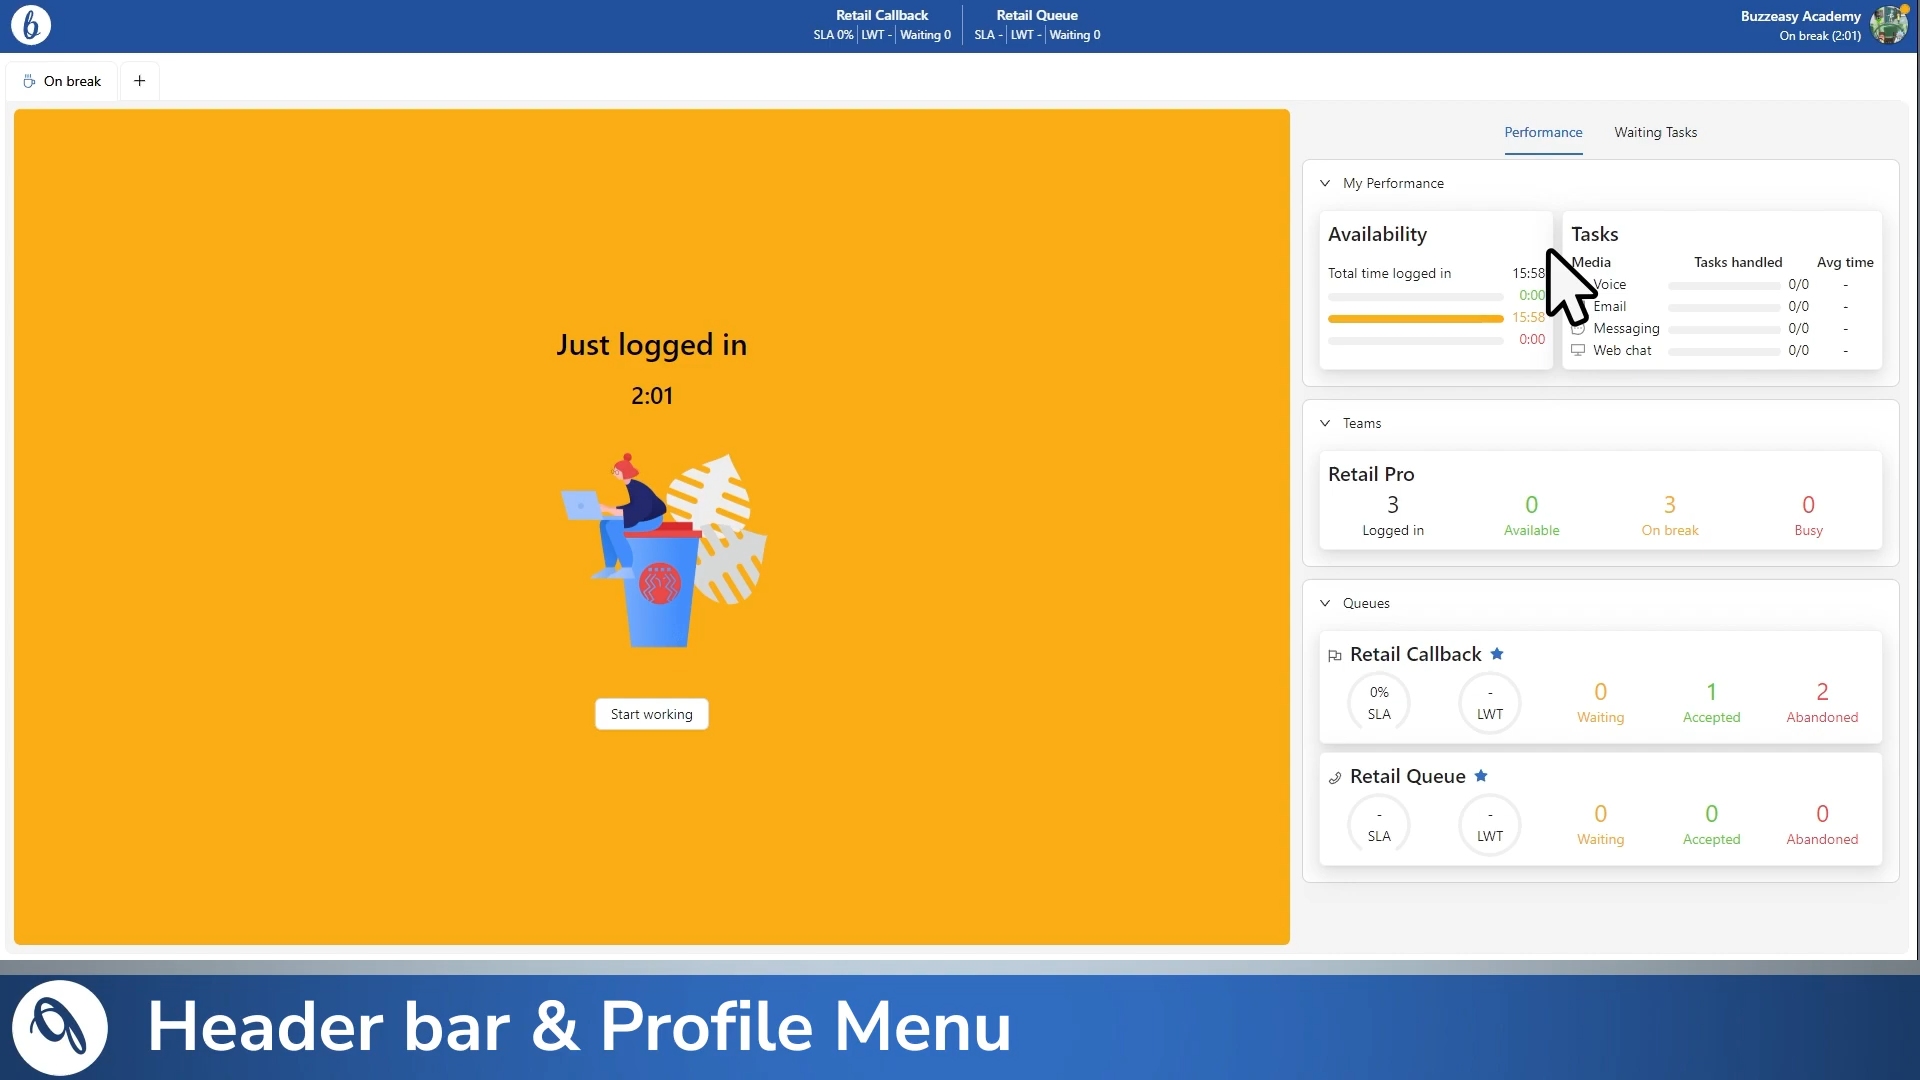 b
Retail Callback
SLA 0% | LWT - | Waiting 0
Retail Queue
SLA - | LWT - | Waiting 0
Buzzeasy Academy
On break (2:01)
On break
+
Just logged in
2:01
Start working
Performance
Waiting Tasks
My Performance
Availability
Total time logged in 15:58
0:00
15:58
0:00
Tasks
Media Tasks handled Avg time
Voice 0/0 -
Email 0/0 -
Messaging 0/0 -
Web chat 0/0 -
Teams
Retail Pro
3 0 3 0
Logged in Available On break Busy
Queues
Retail Callback
0% - 0 1 2
SLA LWT Waiting Accepted Abandoned
Retail Queue
- - 0 0 0
SLA LWT Waiting Accepted Abandoned
Header bar & Profile Menu